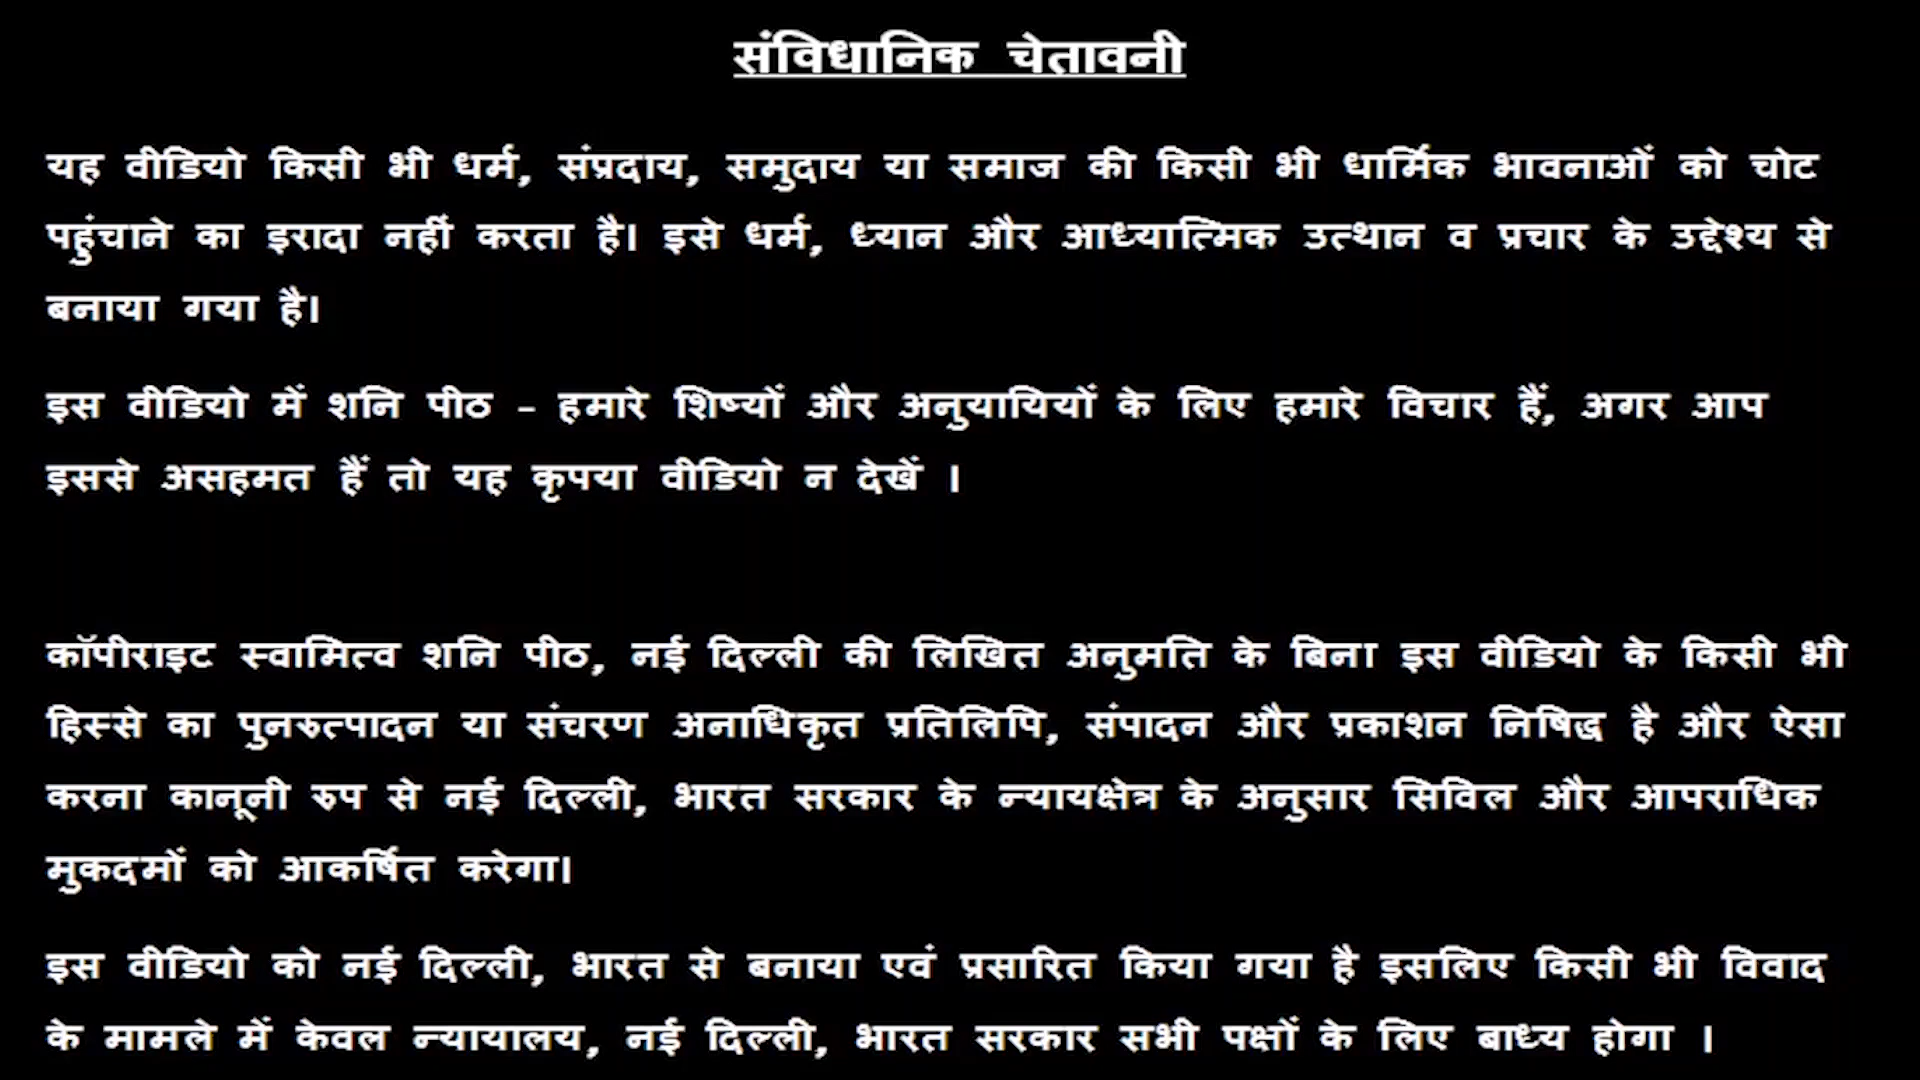 संविधानिक चेतावनी
यह वीडियो किसी भी धर्म, संप्रदाय, समुदाय या समाज की किसी भी धार्मिक भावनाओं को चोट
पहुंचाने का इरादा नहीं करता है। इसे धर्म, ध्यान और आध्यात्मिक उत्थान व प्रचार के उद्देश्य से
बनाया गया है।
इस वीडियो में शनि पीठ – हमारे शिष्यों और अनुयायियों के लिए हमारे विचार हैं, अगर आप
इससे असहमत हैं तो यह कृपया वीडियो न देखें ।
कॉपीराइट स्वामित्व शनि पीठ, नई दिल्ली की लिखित अनुमति के बिना इस वीडियो के किसी भी
हिस्से का पुनरुत्पादन या संचरण अनाधिकृत प्रतिलिपि, संपादन और प्रकाशन निषिद्ध है और ऐसा
करना कानूनी रुप से नई दिल्ली, भारत सरकार के न्यायक्षेत्र के अनुसार सिविल और आपराधिक
मुकदमों को आकर्षित करेगा।
इस वीडियो को नई दिल्ली, भारत से बनाया एवं प्रसारित किया गया है इसलिए किसी भी विवाद
के मामले में केवल न्यायालय, नई दिल्ली, भारत सरकार सभी पक्षों के लिए बाध्य होगा ।